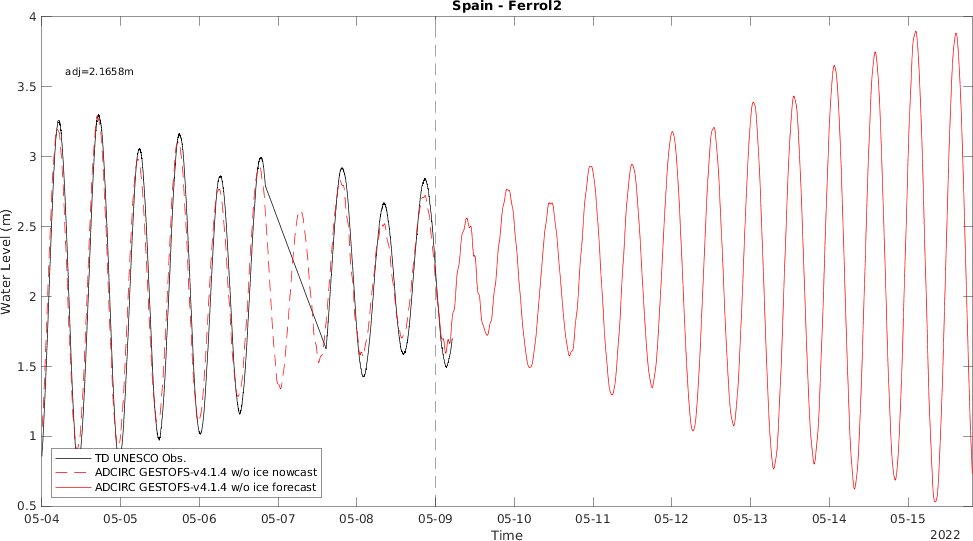 Spain - Ferrol2
adj=2.1658m
Water Level (m)
4
3.5
3
2.5
2
1.5
1
0.5
TD UNESCO Obs.
ADCIRC GESTOFS-v4.1.4 w/o ice nowcast
ADCIRC GESTOFS-v4.1.4 w/o ice forecast
05-04 05-05 05-06 05-07 05-08 05-09 05-10 05-11 05-12 05-13 05-14 05-15
Time
2022